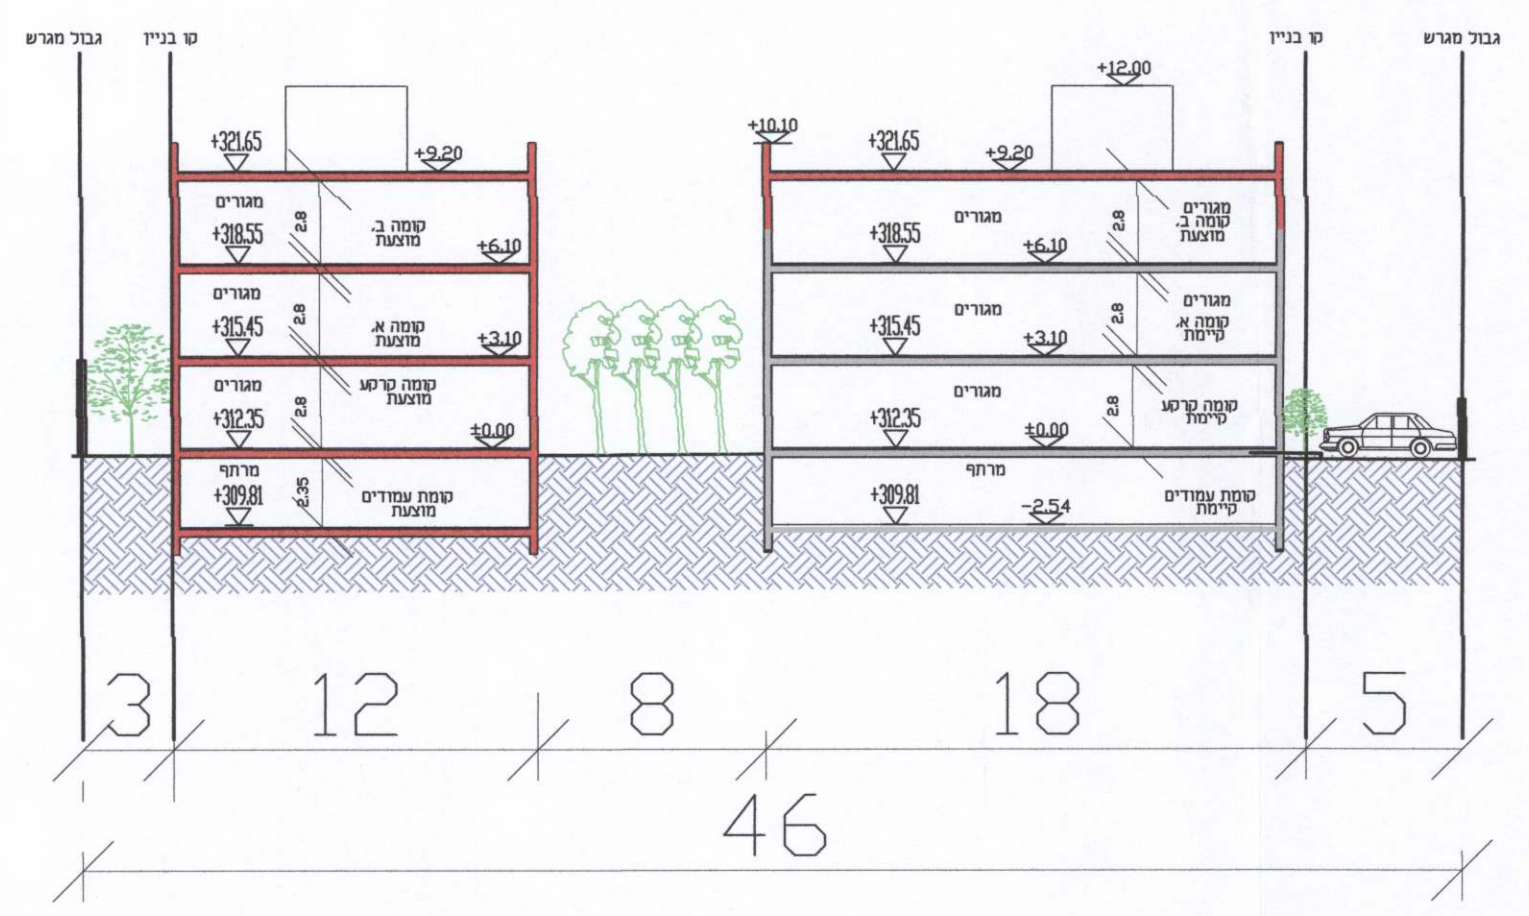 גבול מגרש
קו בניין
קו בניין
גבול מגרש
+12.00
+10.10
+321.65
+9.20
+321.65
+9.20
מגורים
+318.55
2.8
קומה ב.
מוצעת
+6.10
מגורים
+318.55
+6.10
2.8
מגורים
קומה ב.
מוצעת
מגורים
+315.45
2.8
קומה א.
מוצעת
+3.10
מגורים
+315.45
+3.10
2.8
מגורים
קומה א.
קיימת
מגורים
+312.35
2.8
קומה קרקע
מוצעת
±0.00
מגורים
+312.35
±0.00
2.8
קומה קרקע
קיימת
מרתף
+309.81
2.35
קומת עמודים
מוצעת
מרתף
+309.81
-2.54
קומת עמודים
קיימת
3
12
8
18
5
46